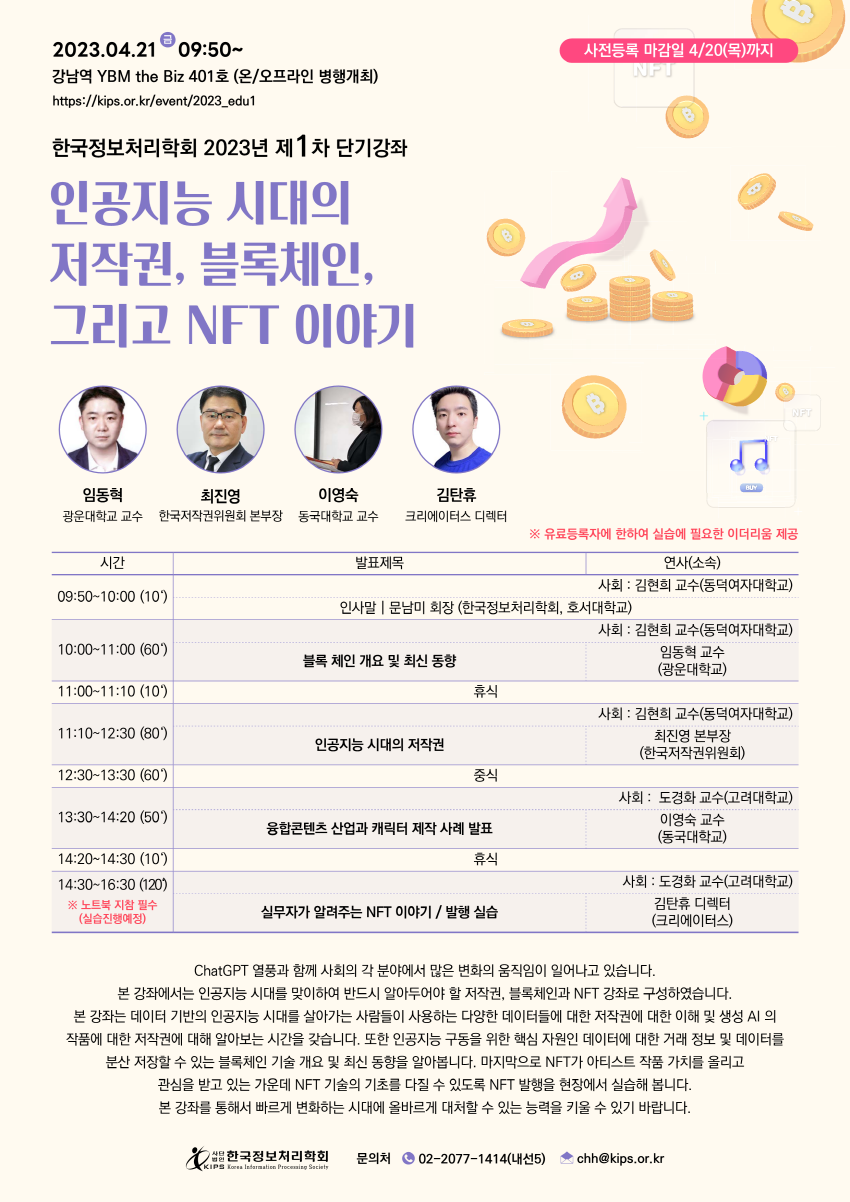 2023.04.21 금 09:50~
사전등록 마감일 4/20(목)까지
강남역 YBM the Biz 401호 (온/오프라인 병행개최)
NFT
https://kips.or.kr/event/2023_edu1
한국정보처리학회 2023년 제1차 단기강좌
인공지능 시대의
저작권, 블록체인,
그리고 NFT 이야기
NFT
BUY
임동혁
광운대학교 교수
최진영
한국저작권위원회 본부장
이영숙
동국대학교 교수
김탄휴
크리에이터스 디렉터
※ 유료등록자에 한하여 실습에 필요한 이더리움 제공
시간 발표제목 연사(소속)
09:50~10:00 (10‘)
사회 : 김현희 교수(동덕여자대학교)
인사말 | 문남미 회장 (한국정보처리학회, 호서대학교)
10:00~11:00 (60‘)
사회 : 김현희 교수(동덕여자대학교)
블록 체인 개요 및 최신 동향
임동혁 교수
(광운대학교)
11:00~11:10 (10‘) 휴식
11:10~12:30 (80‘)
사회 : 김현희 교수(동덕여자대학교)
인공지능 시대의 저작권
최진영 본부장
(한국저작권위원회)
12:30~13:30 (60‘) 중식
13:30~14:20 (50‘)
사회 : 도경화 교수(고려대학교)
융합콘텐츠 산업과 캐릭터 제작 사례 발표
이영숙 교수
(동국대학교)
14:20~14:30 (10‘) 휴식
14:30~16:30 (120‘)
※ 노트북 지참 필수
(실습진행예정)
사회 : 도경화 교수(고려대학교)
실무자가 알려주는 NFT 이야기 / 발행 실습
김탄휴 디렉터
(크리에이터스)
ChatGPT 열풍과 함께 사회의 각 분야에서 많은 변화의 움직임이 일어나고 있습니다.
본 강좌에서는 인공지능 시대를 맞이하여 반드시 알아두어야 할 저작권, 블록체인과 NFT 강좌로 구성하였습니다.
본 강좌는 데이터 기반의 인공지능 시대를 살아가는 사람들이 사용하는 다양한 데이터들에 대한 저작권에 대한 이해 및 생성 AI 의
작품에 대한 저작권에 대해 알아보는 시간을 갖습니다. 또한 인공지능 구동을 위한 핵심 자원인 데이터에 대한 거래 정보 및 데이터를
분산 저장할 수 있는 블록체인 기술 개요 및 최신 동향을 알아봅니다. 마지막으로 NFT가 아티스트 작품 가치를 올리고
관심을 받고 있는 가운데 NFT 기술의 기초를 다질 수 있도록 NFT 발행을 현장에서 실습해 봅니다.
본 강좌를 통해서 빠르게 변화하는 시대에 올바르게 대처할 수 있는 능력을 키울 수 있기 바랍니다.
사단법인 한국정보처리학회
KIPS Korea Information Processing Society
문의처 02-2077-1414(내선5) chh@kips.or.kr